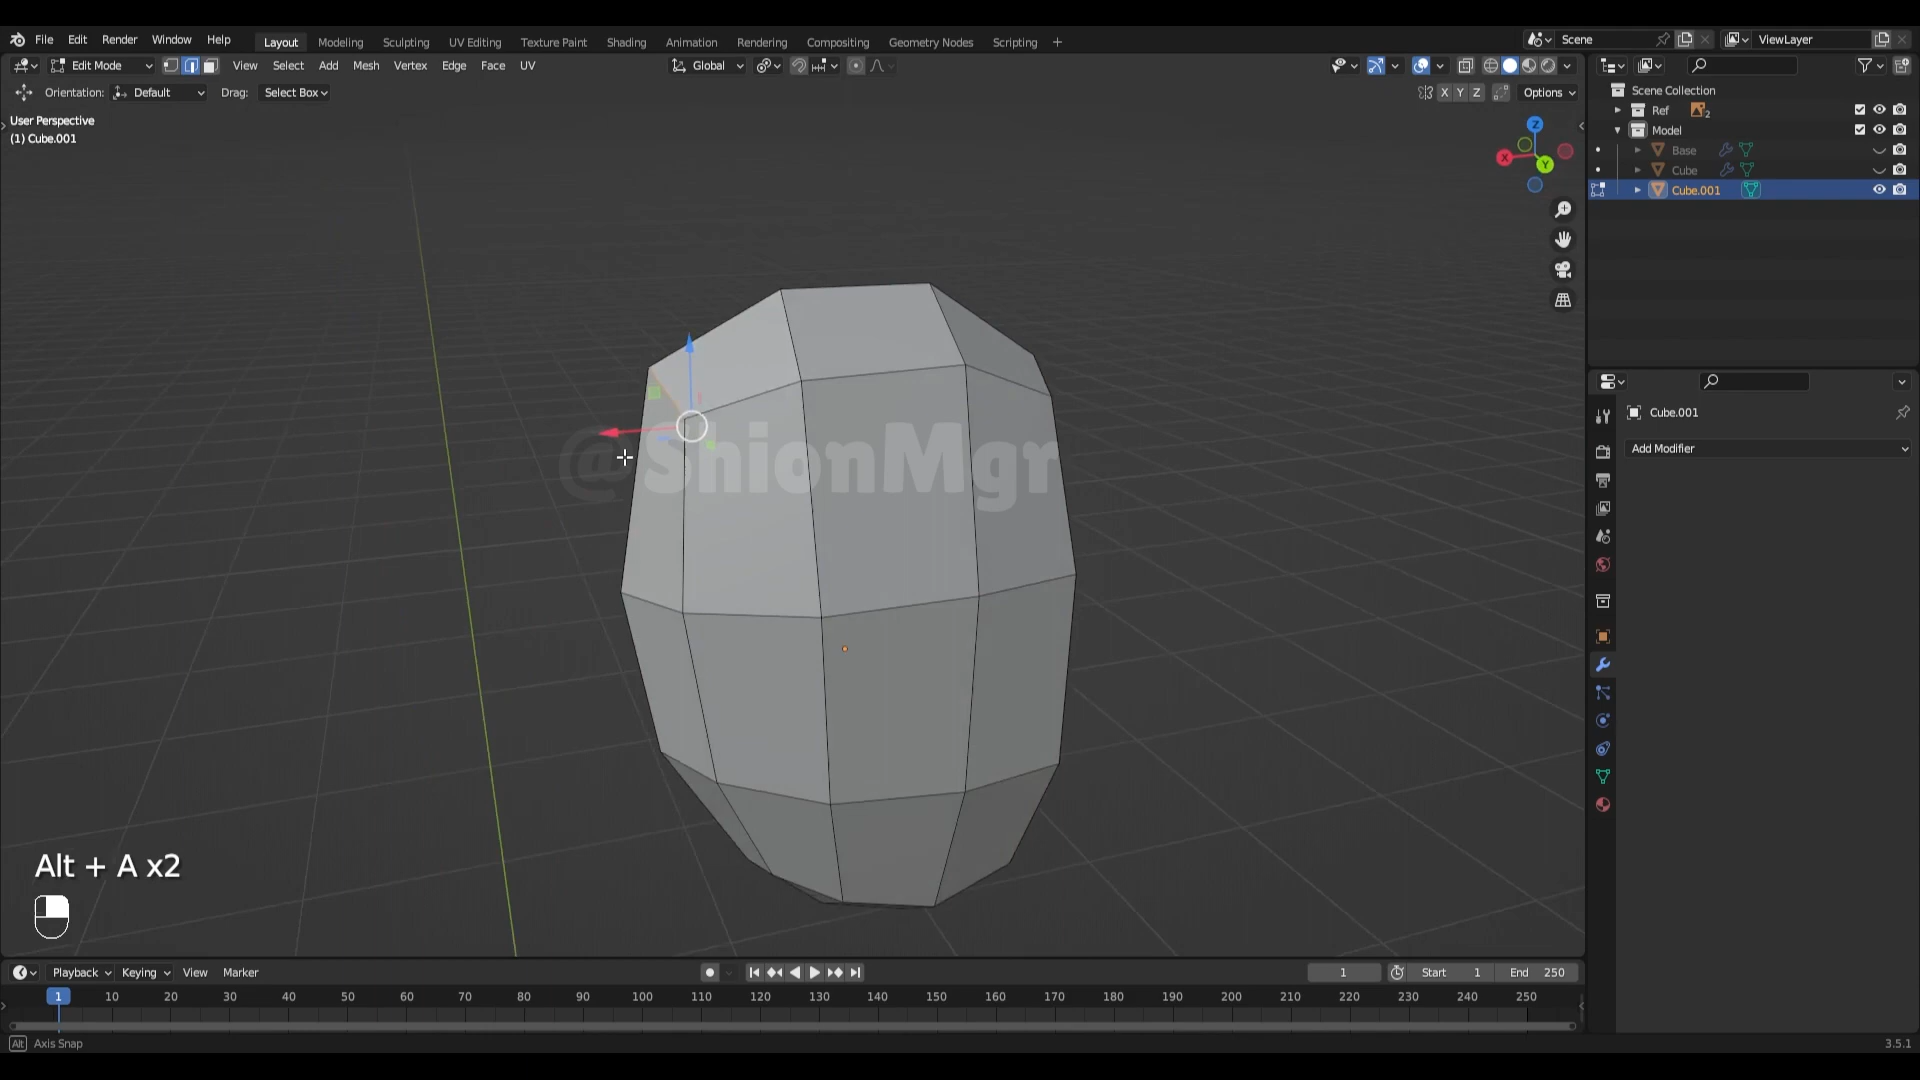 File Edit Render Window Help Layout Modeling Sculpting UV Editing Texture Paint Shading Animation Rendering Compositing Geometry Nodes Scripting + Scene ViewLayer
Edit Mode View Select Add Mesh Vertex Edge Face UV Global
Orientation: Default Drag: Select Box X Y Z Options
User Perspective
(1) Cube.001
Z
X
Y
Scene Collection
Ref 2
Model
Base
Cube
Cube.001
Cube.001
Add Modifier
@ShionMgr
Alt + A x2
Playback Keying View Marker 1 Start 1 End 250
1 10 20 30 40 50 60 70 80 90 100 110 120 130 140 150 160 170 180 190 200 210 220 230 240 250
Alt Axis Snap 3.5.1